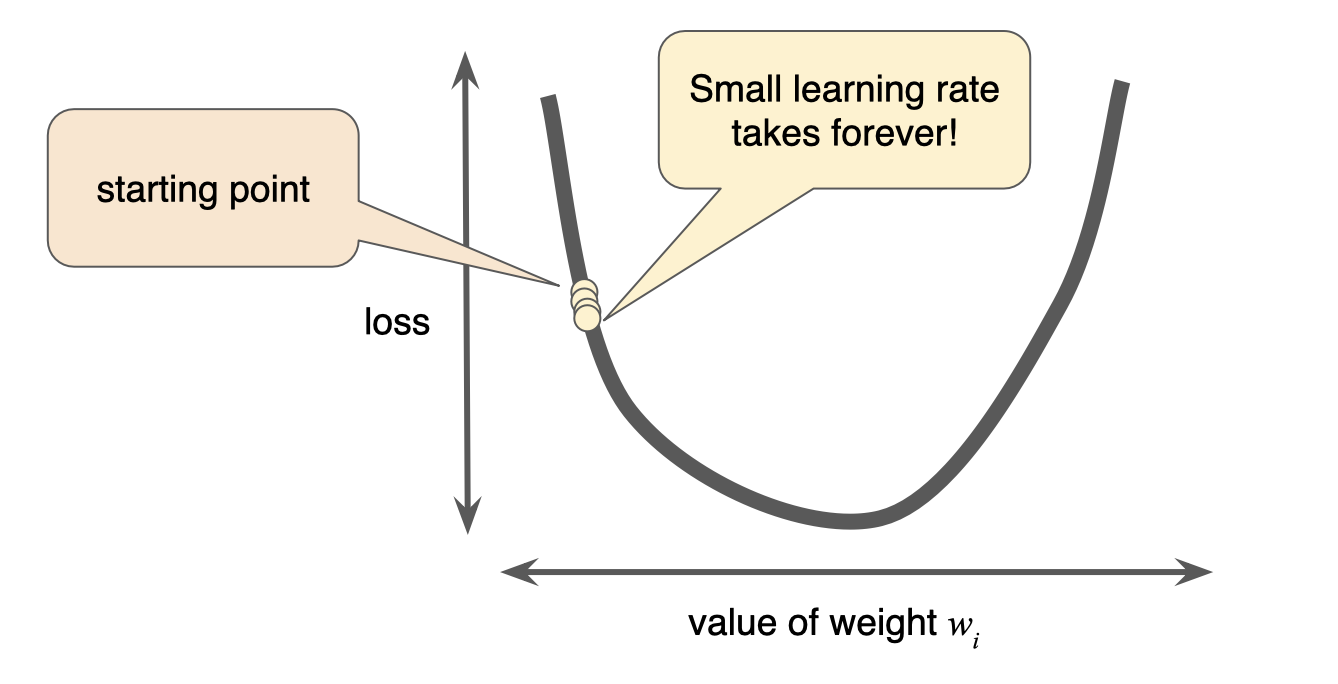 Small learning rate
takes forever!
starting point
loss
value of weight wᵢ